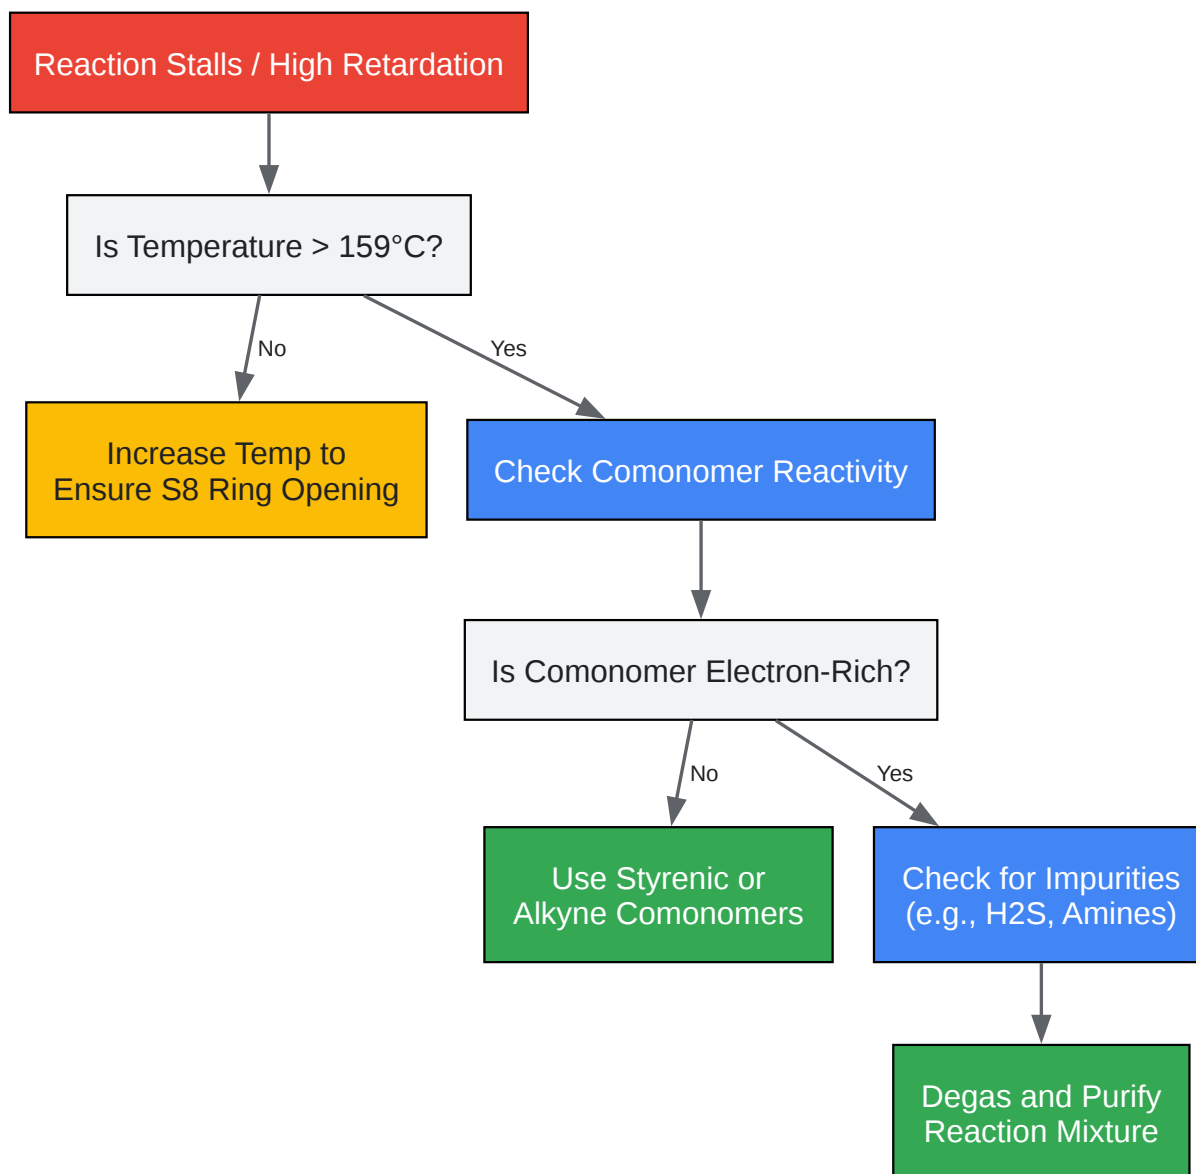 Reaction Stalls / High Retardation
Is Temperature > 159°C?
No
Yes
Increase Temp to
Ensure S8 Ring Opening
Check Comonomer Reactivity
Is Comonomer Electron-Rich?
No
Yes
Use Styrenic or
Alkyne Comonomers
Check for Impurities
(e.g., H2S, Amines)
Degas and Purify
Reaction Mixture